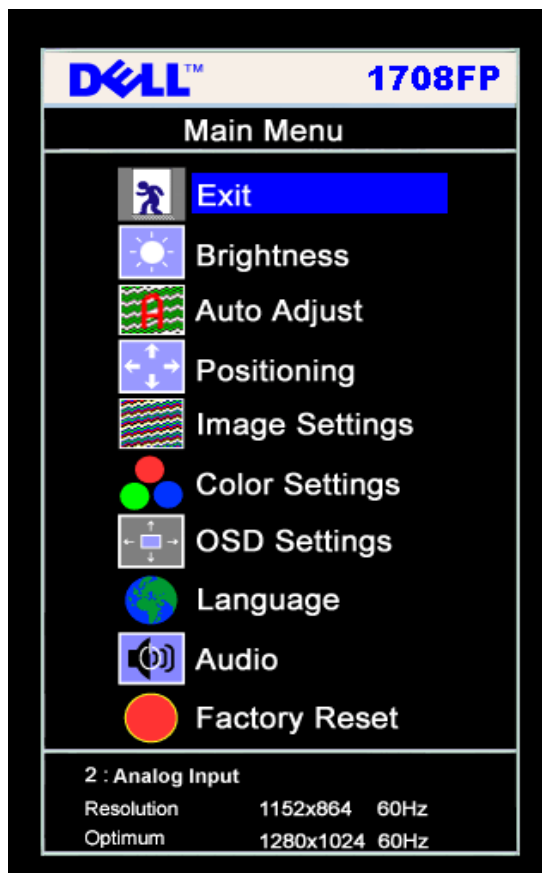 DELL™ 1708FP
Main Menu
Exit
Brightness
A Auto Adjust
Positioning
Image Settings
Color Settings
OSD Settings
Language
Audio
Factory Reset
2 : Analog Input
Resolution 1152x864 60Hz
Optimum 1280x1024 60Hz